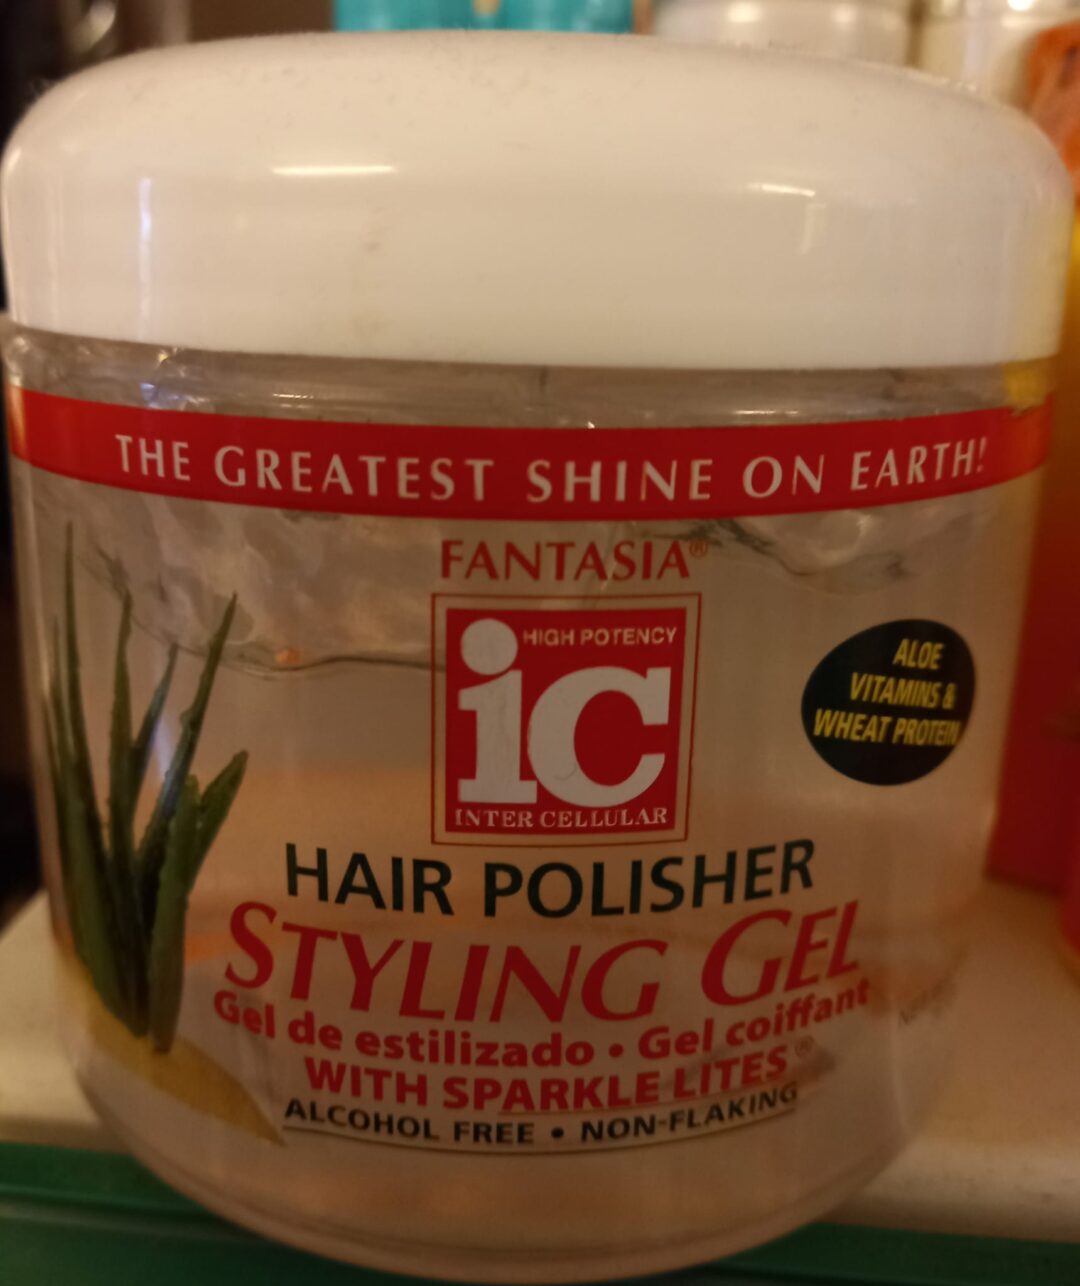 THE GREATEST SHINE ON EARTH!
FANTASIA®
HIGH POTENCY
ic
INTER CELLULAR
ALOE
VITAMINS &
WHEAT PROTEIN
HAIR POLISHER
STYLING GEL
Gel de estilizado • Gel coiffant
WITH SPARKLE LITES®
ALCOHOL FREE • NON-FLAKING